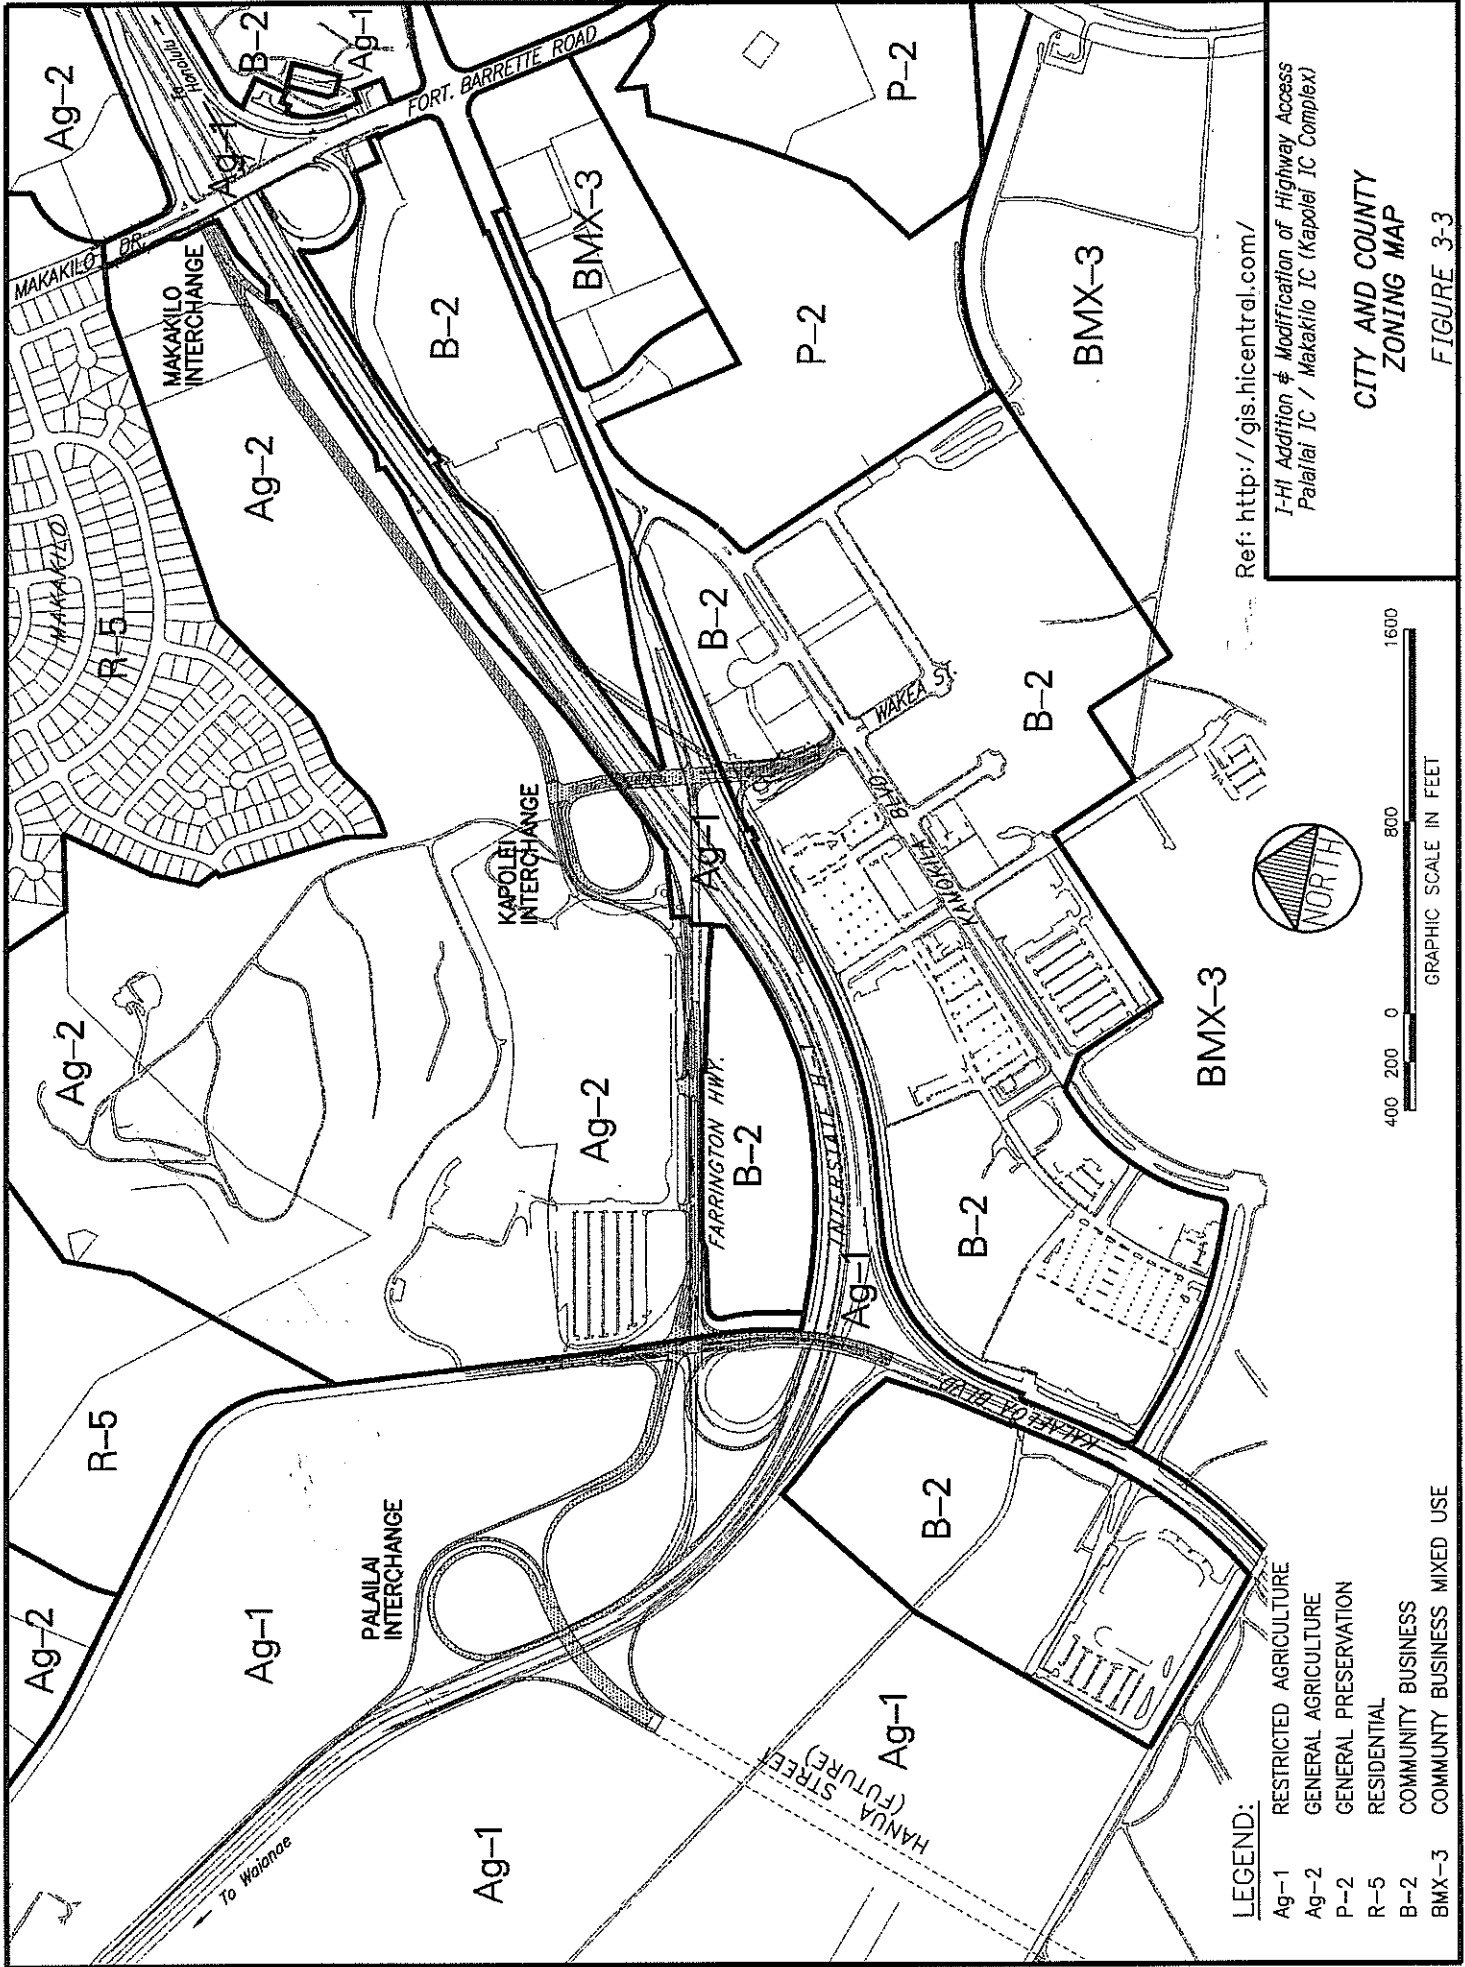 Ag-2
MAKAKILO DR.
To Honolulu
B-2
Ag-1
Ag-1
FORT. BARRETTE ROAD
P-2
MAKAKILO
INTERCHANGE
B-2
BMX-3
P-2
BMX-3
MAKAKILO
R-5
Ag-2
B-2
WAKEA ST.
B-2
KAPOLEI
INTERCHANGE
Ag-1
KAMOKILA BLVD
Ag-2
Ag-2
FARRINGTON HWY.
B-2
INTERSTATE H-1
Ag-1
B-2
BMX-3
R-5
KALAELOA BLVD
B-2
Ag-2
Ag-1
PALAILAI
INTERCHANGE
Ag-1
HANUA STREET
(FUTURE)
To Waianae
Ag-1
LEGEND:
Ag-1 RESTRICTED AGRICULTURE
Ag-2 GENERAL AGRICULTURE
P-2 GENERAL PRESERVATION
R-5 RESIDENTIAL
B-2 COMMUNITY BUSINESS
BMX-3 COMMUNITY BUSINESS MIXED USE
NORTH
400 200 0 800 1600
GRAPHIC SCALE IN FEET
Ref: http://gis.hicentral.com/
I-H1 Addition & Modification of Highway Access
Palailai IC / Makakilo IC (Kapolei IC Complex)
CITY AND COUNTY
ZONING MAP
FIGURE 3-3